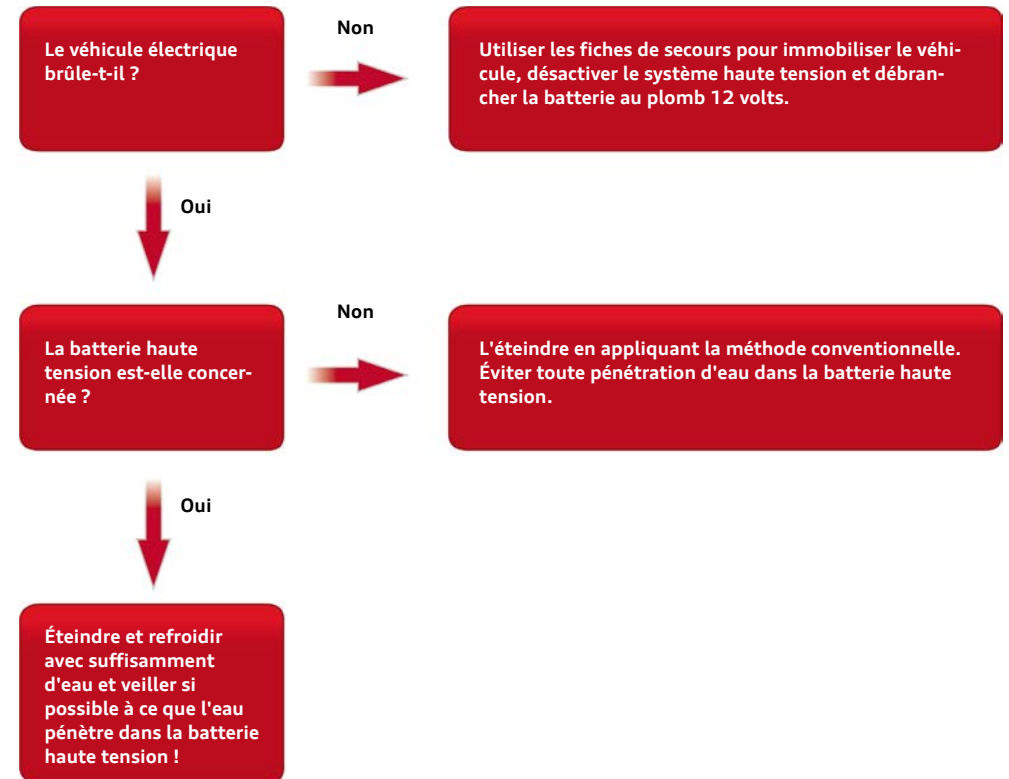 Le véhicule électrique
brûle-t-il ?
Non
Utiliser les fiches de secours pour immobiliser le véhi-
cule, désactiver le système haute tension et débran-
cher la batterie au plomb 12 volts.
Oui
La batterie haute
tension est-elle concer-
née ?
Non
L'éteindre en appliquant la méthode conventionnelle.
Éviter toute pénétration d'eau dans la batterie haute
tension.
Oui
Éteindre et refroidir
avec suffisamment
d'eau et veiller si
possible à ce que l'eau
pénètre dans la batterie
haute tension !